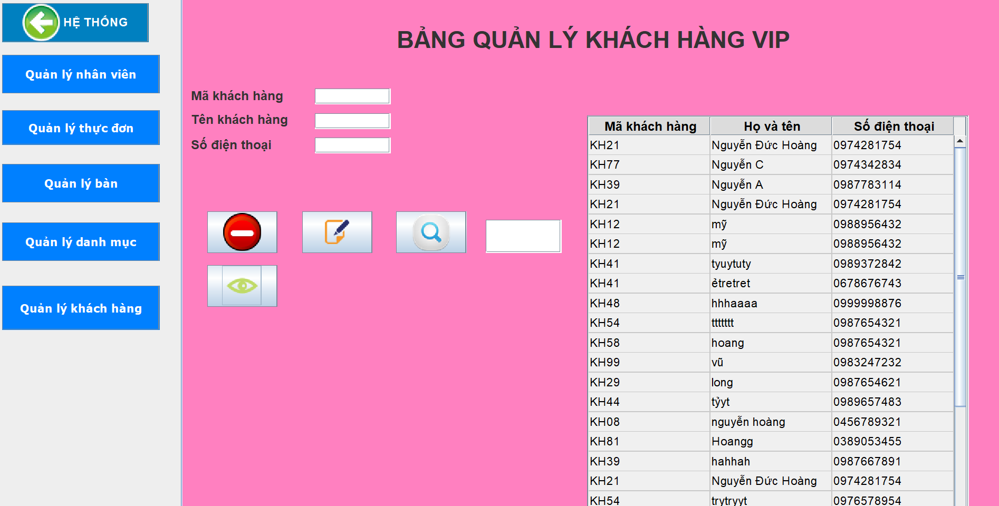 HỆ THỐNG
Quản lý nhân viên
Quản lý thực đơn
Quản lý bàn
Quản lý danh mục
Quản lý khách hàng
BẢNG QUẢN LÝ KHÁCH HÀNG VIP
Mã khách hàng
Tên khách hàng
Số điện thoại
Mã khách hàng Họ và tên Số điện thoại
KH21 Nguyễn Đức Hoàng 0974281754
KH77 Nguyễn C 0974342834
KH39 Nguyễn A 0987783114
KH21 Nguyễn Đức Hoàng 0974281754
KH12 mỹ 0988956432
KH12 mỹ 0988956432
KH41 tyuytuty 0989372842
KH41 ẻtretret 0678676743
KH48 hhhaaaa 0999998876
KH54 ttttttt 0987654321
KH58 hoang 0987654321
KH99 vũ 0983247232
KH29 long 0987654621
KH44 tỷyt 0989657483
KH08 nguyễn hoàng 0456789321
KH81 Hoangg 0389053455
KH39 hahhah 0987667891
KH21 Nguyễn Đức Hoàng 0974281754
KH54 trytryyt 0976578954